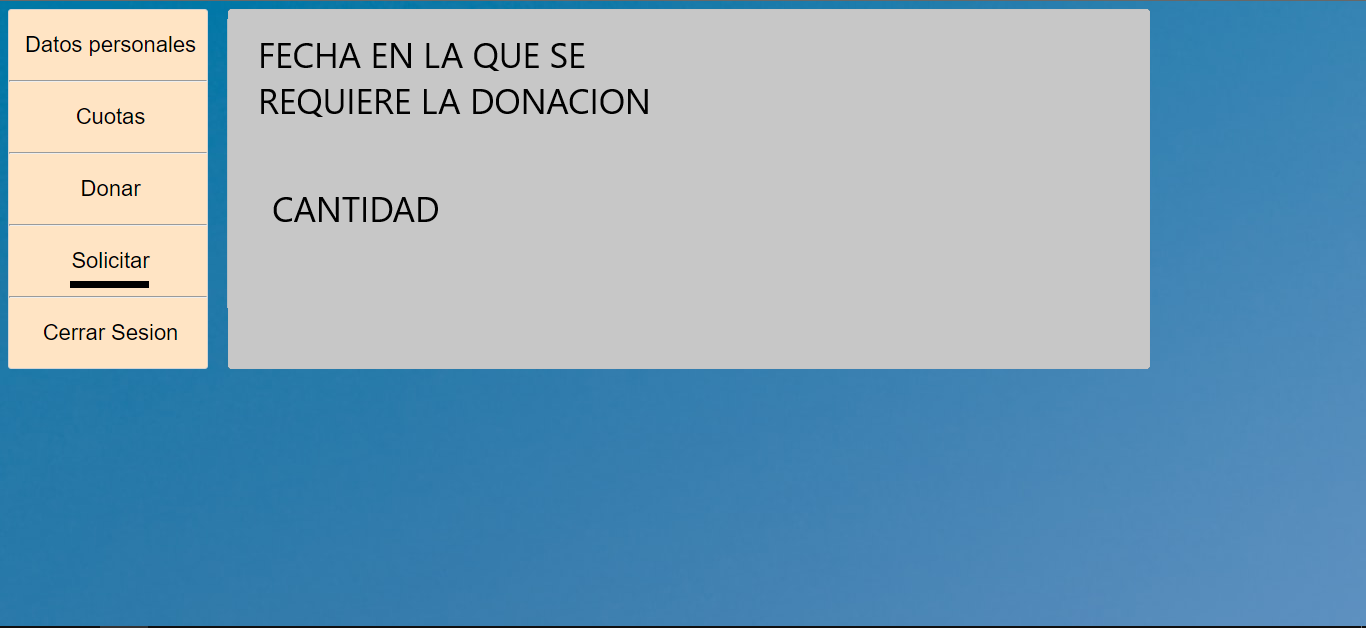 Datos personales
Cuotas
Donar
Solicitar
Cerrar Sesion
FECHA EN LA QUE SE
REQUIERE LA DONACION
CANTIDAD